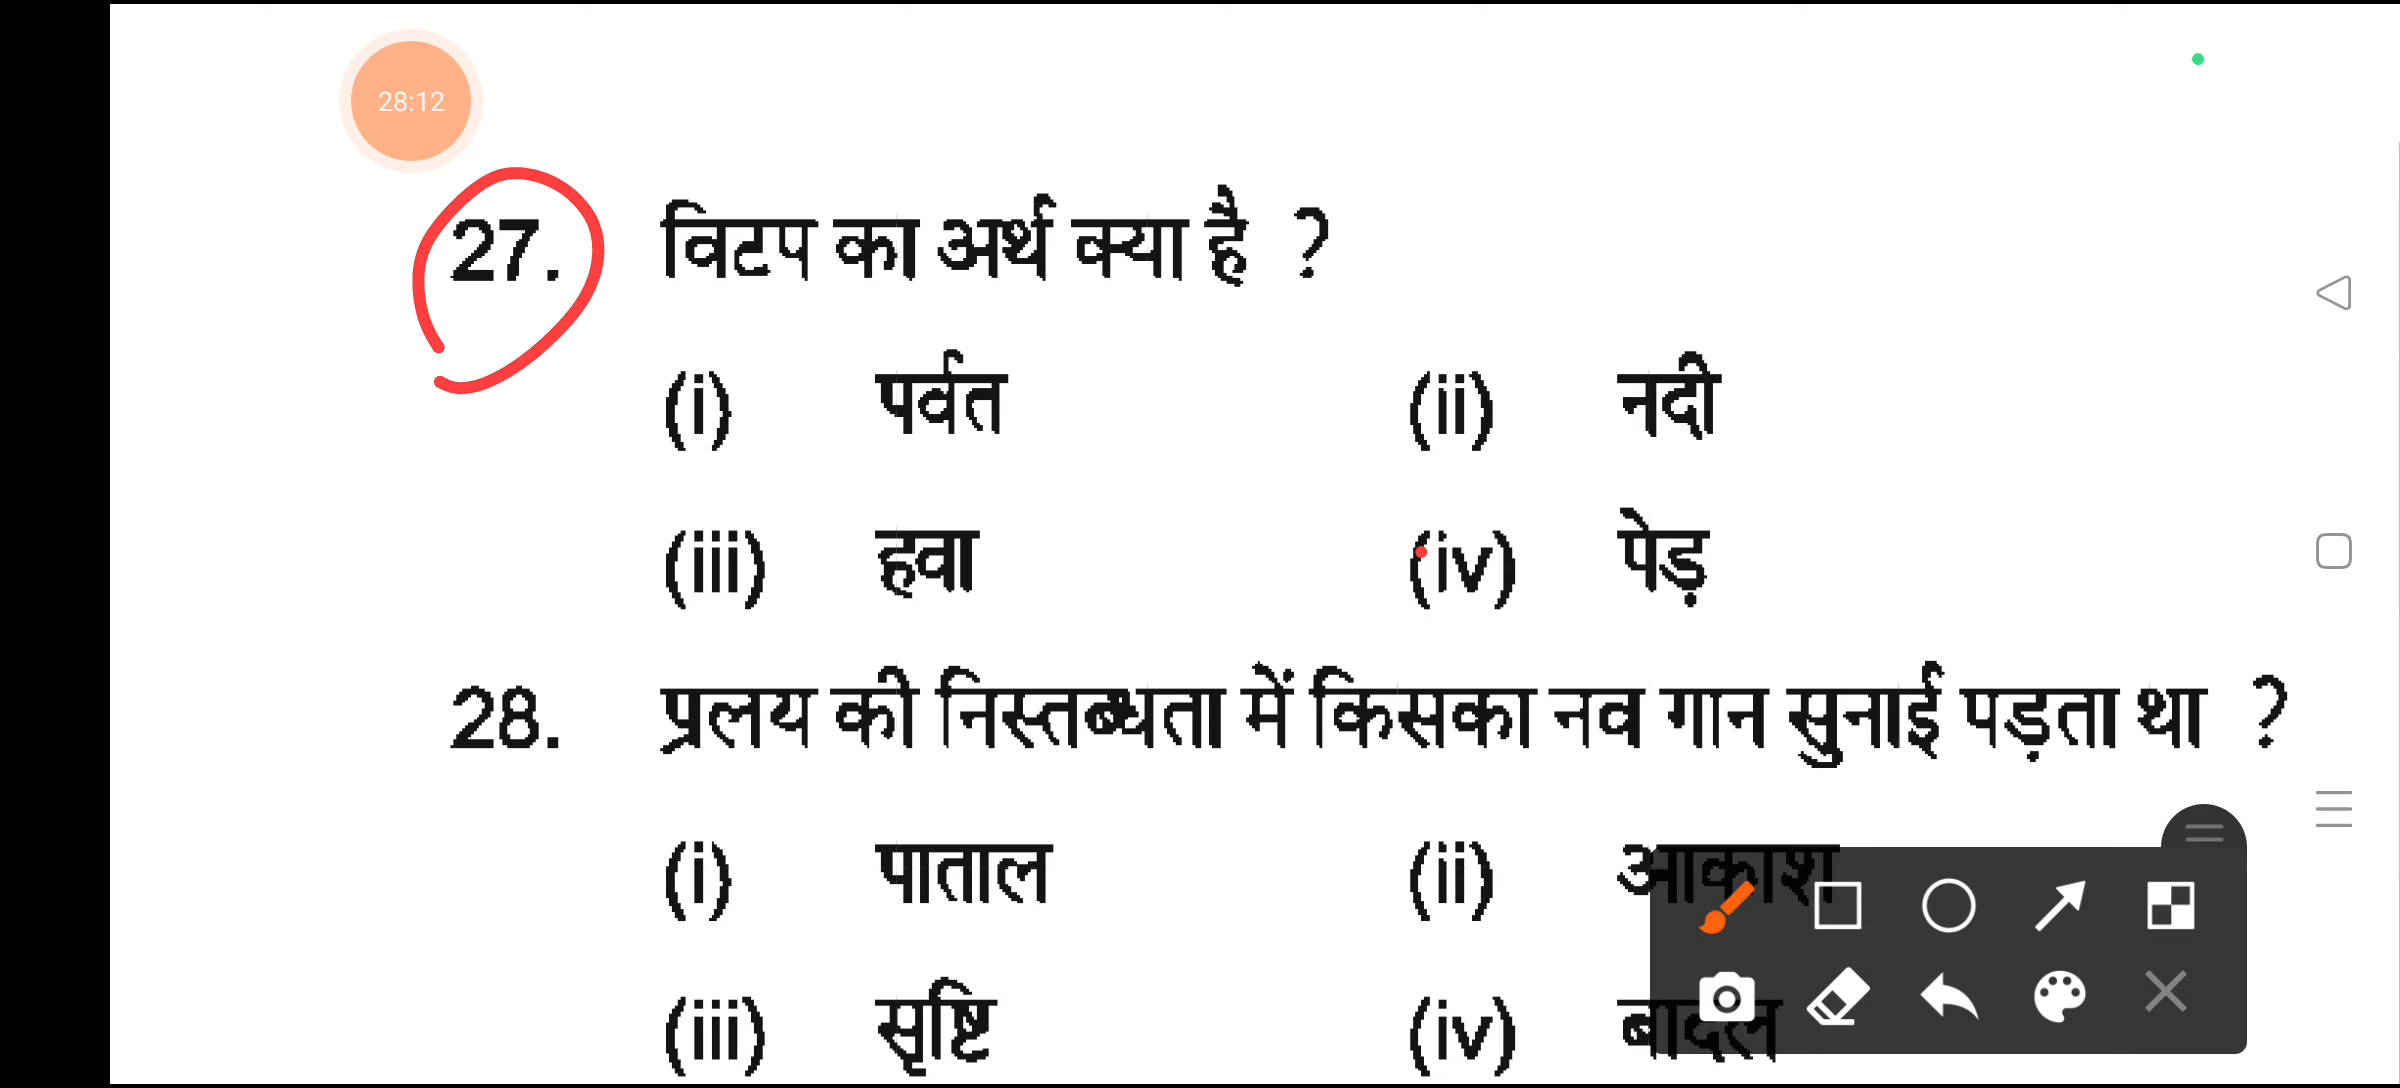 28:12
27. विटप का अर्थ क्या है ?
(i) पर्वत (ii) नदी
(iii) हवा (iv) पेड़
28. प्रलय की निस्तब्धता में किसका नव गान सुनाई पड़ता था ?
(i) पाताल (ii) आकाश
(iii) सृष्टि (iv) बादल